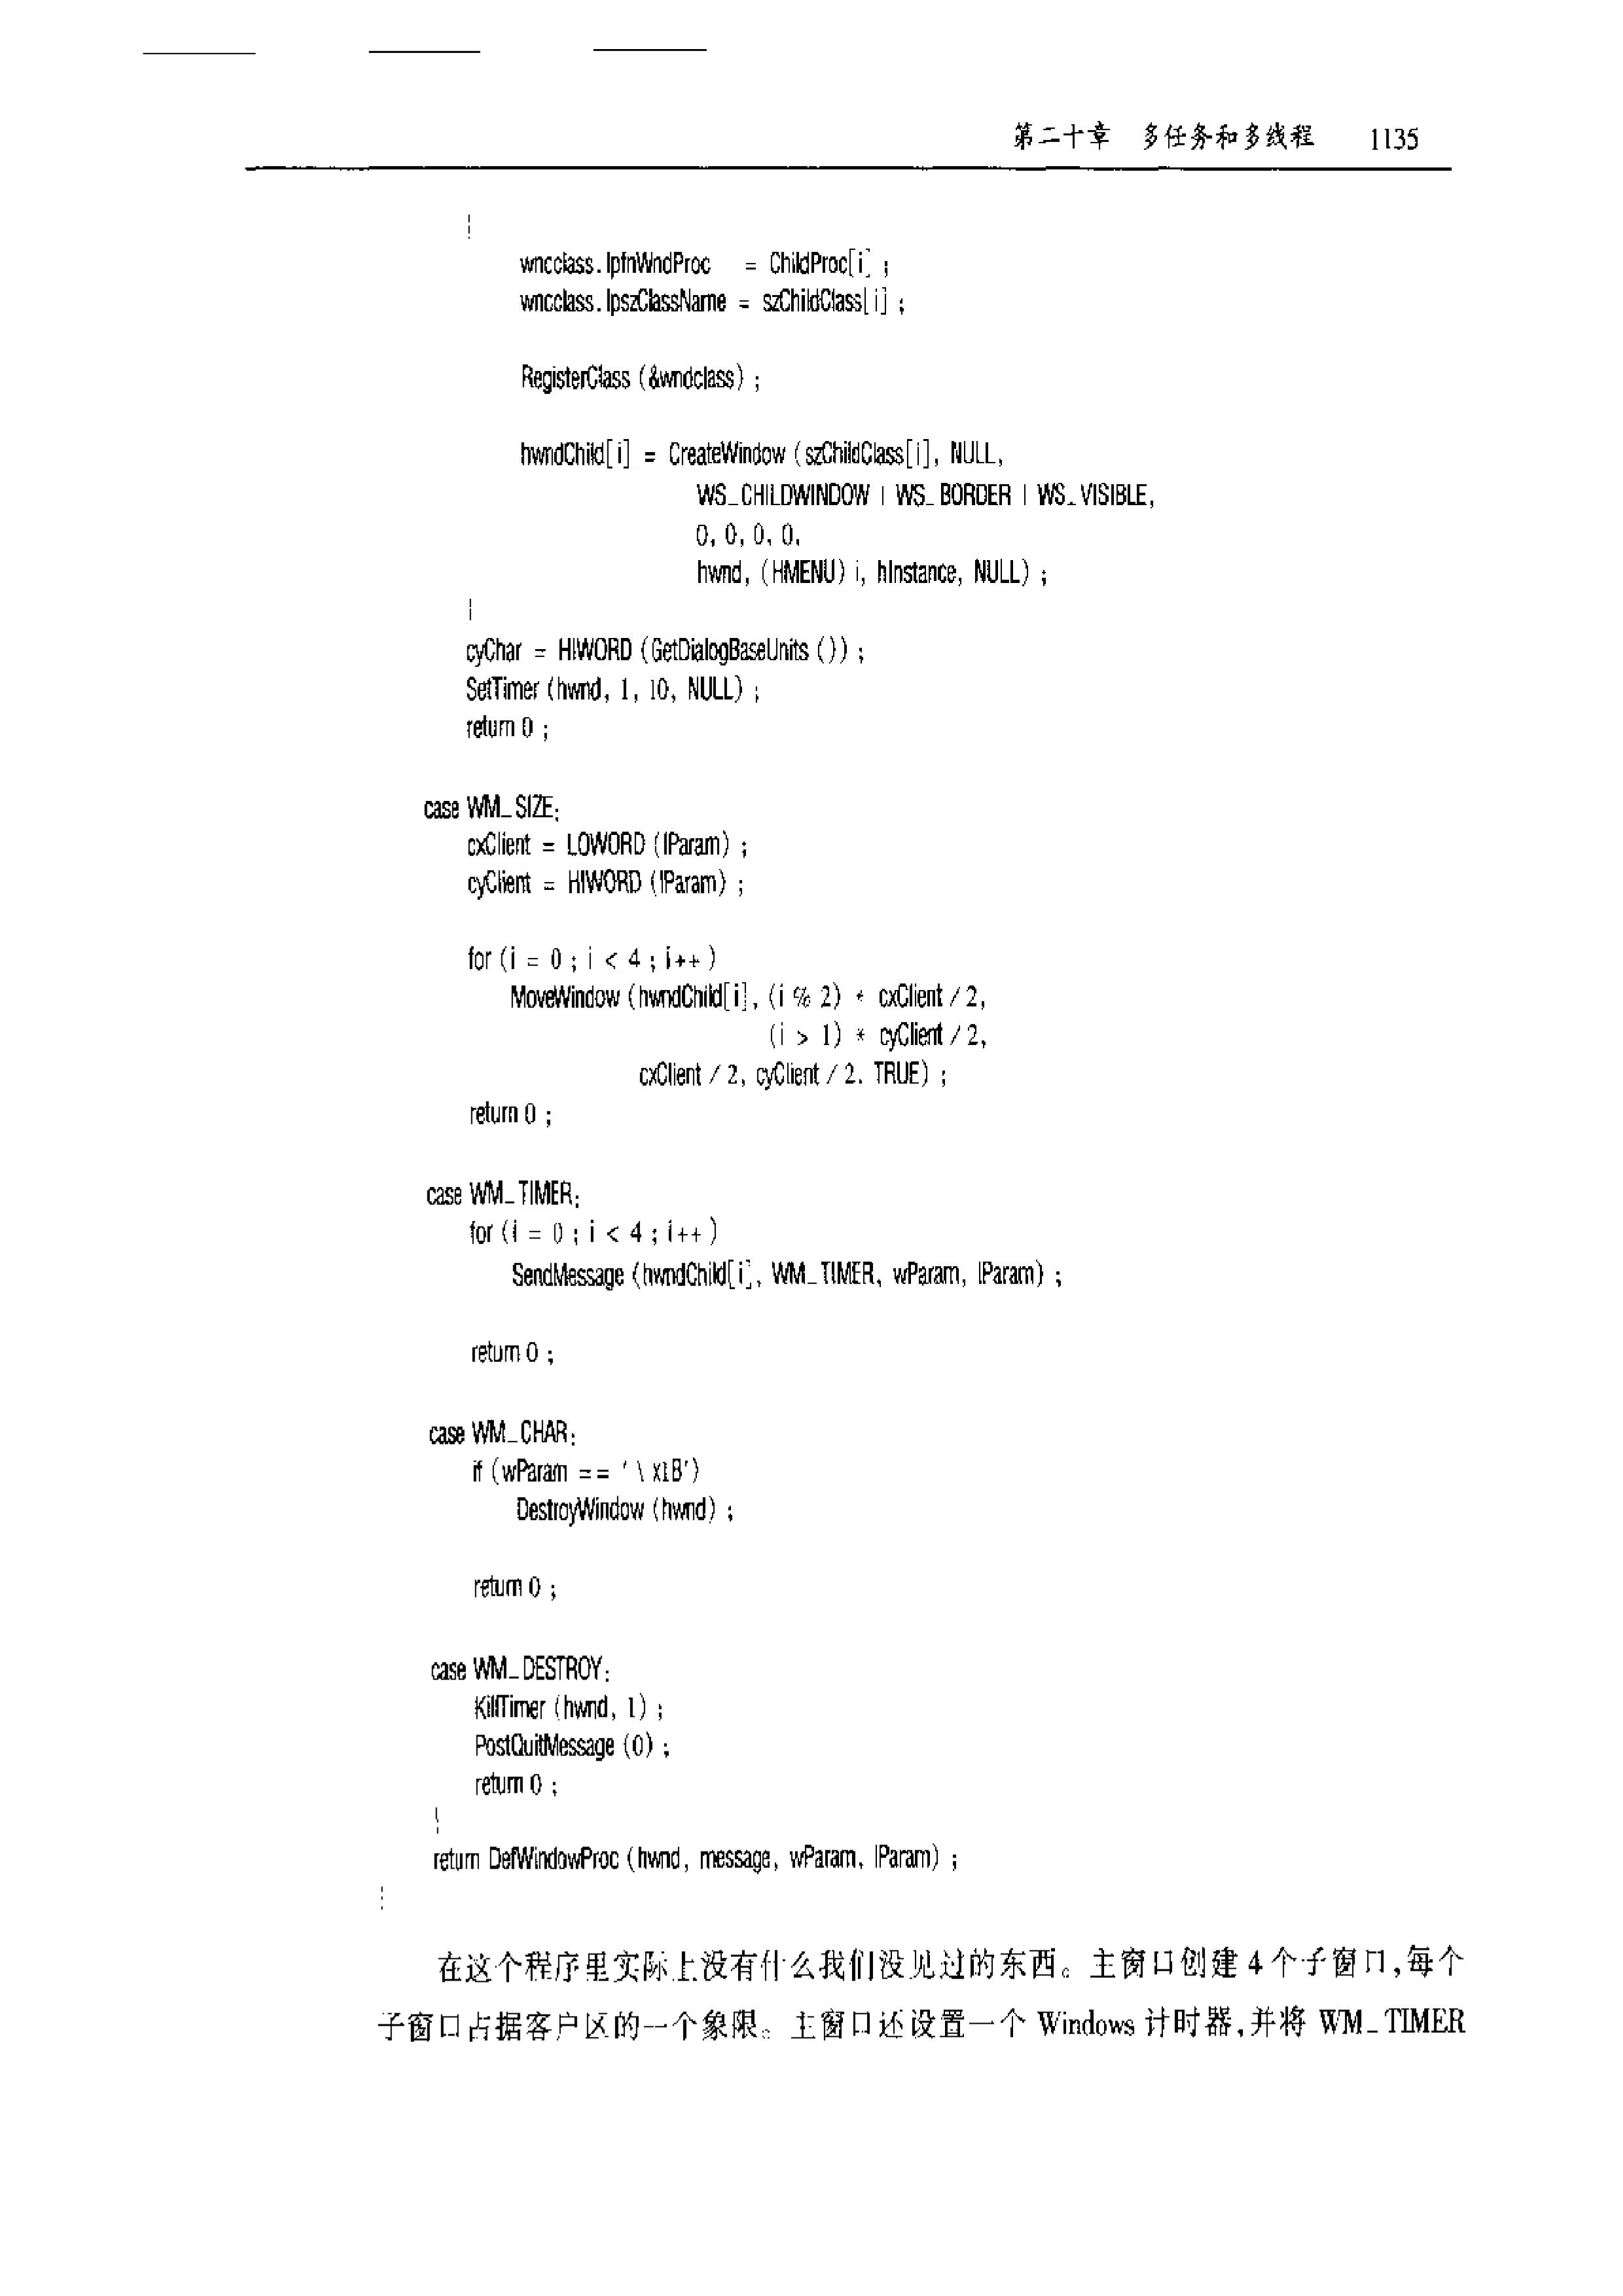 第二十章 多任务和多线程 1135
{
wndclass.lpfnWndProc = ChildProc[i] ;
wndclass.lpszClassName = szChildClass[i] ;
RegisterClass (&wndclass) ;
hwndChild[i] = CreateWindow (szChildClass[i], NULL,
WS_CHILDWINDOW | WS_BORDER | WS_VISIBLE,
0, 0, 0, 0,
hwnd, (HMENU) i, hInstance, NULL) ;
}
cyChar = HIWORD (GetDialogBaseUnits ()) ;
SetTimer (hwnd, 1, 10, NULL) ;
return 0 ;
case WM_SIZE:
cxClient = LOWORD (lParam) ;
cyClient = HIWORD (lParam) ;
for (i = 0 ; i < 4 ; i++ )
MoveWindow (hwndChild[i], (i % 2) * cxClient / 2,
(i > 1) * cyClient / 2,
cxClient / 2, cyClient / 2, TRUE) ;
return 0 ;
case WM_TIMER:
for (i = 0 ; i < 4 ; i++ )
SendMessage (hwndChild[i], WM_TIMER, wParam, lParam) ;
return 0 ;
case WM_CHAR:
if (wParam == '\x1B')
DestroyWindow (hwnd) ;
return 0 ;
case WM_DESTROY:
KillTimer (hwnd, 1) ;
PostQuitMessage (0) ;
return 0 ;
}
return DefWindowProc (hwnd, message, wParam, lParam) ;
}
在这个程序里实际上没有什么我们没见过的东西。主窗口创建 4 个子窗口,每个
子窗口占据客户区的一个象限。主窗口还设置一个 Windows 计时器,并将 WM_TIMER